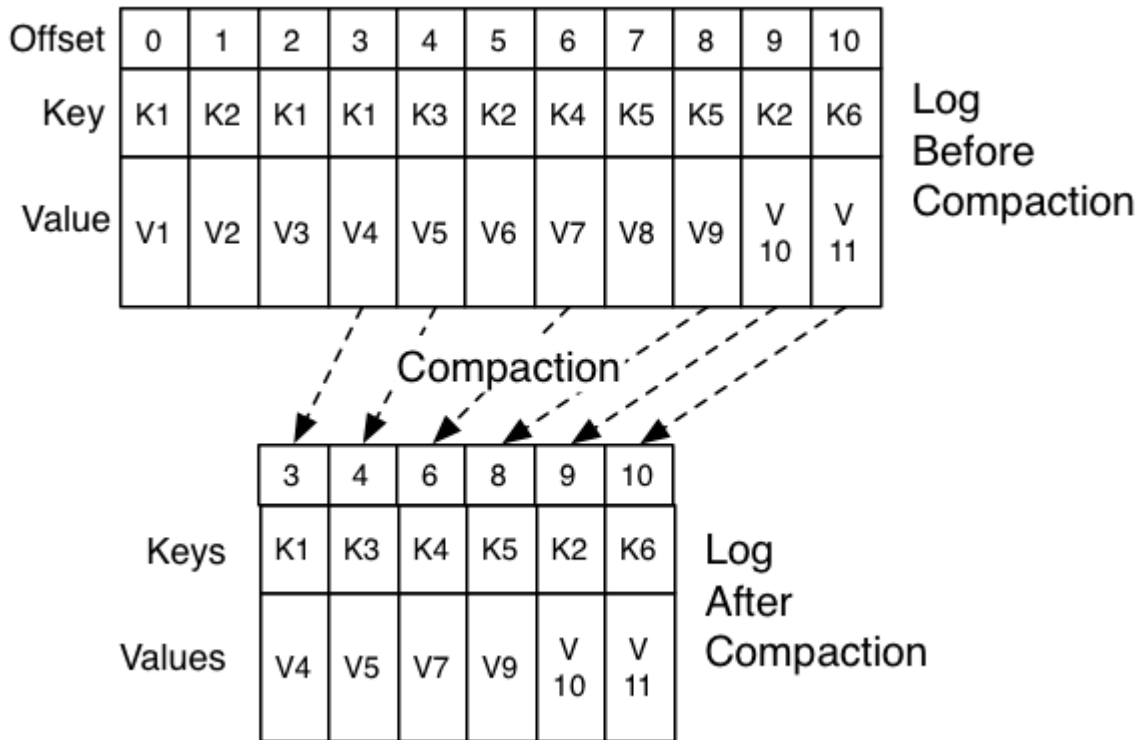 Offset 0 1 2 3 4 5 6 7 8 9 10
Key K1 K2 K1 K1 K3 K2 K4 K5 K5 K2 K6
Value V1 V2 V3 V4 V5 V6 V7 V8 V9 V 10 V 11
Log
Before
Compaction
Compaction
3 4 6 8 9 10
Keys K1 K3 K4 K5 K2 K6
Values V4 V5 V7 V9 V 10 V 11
Log
After
Compaction